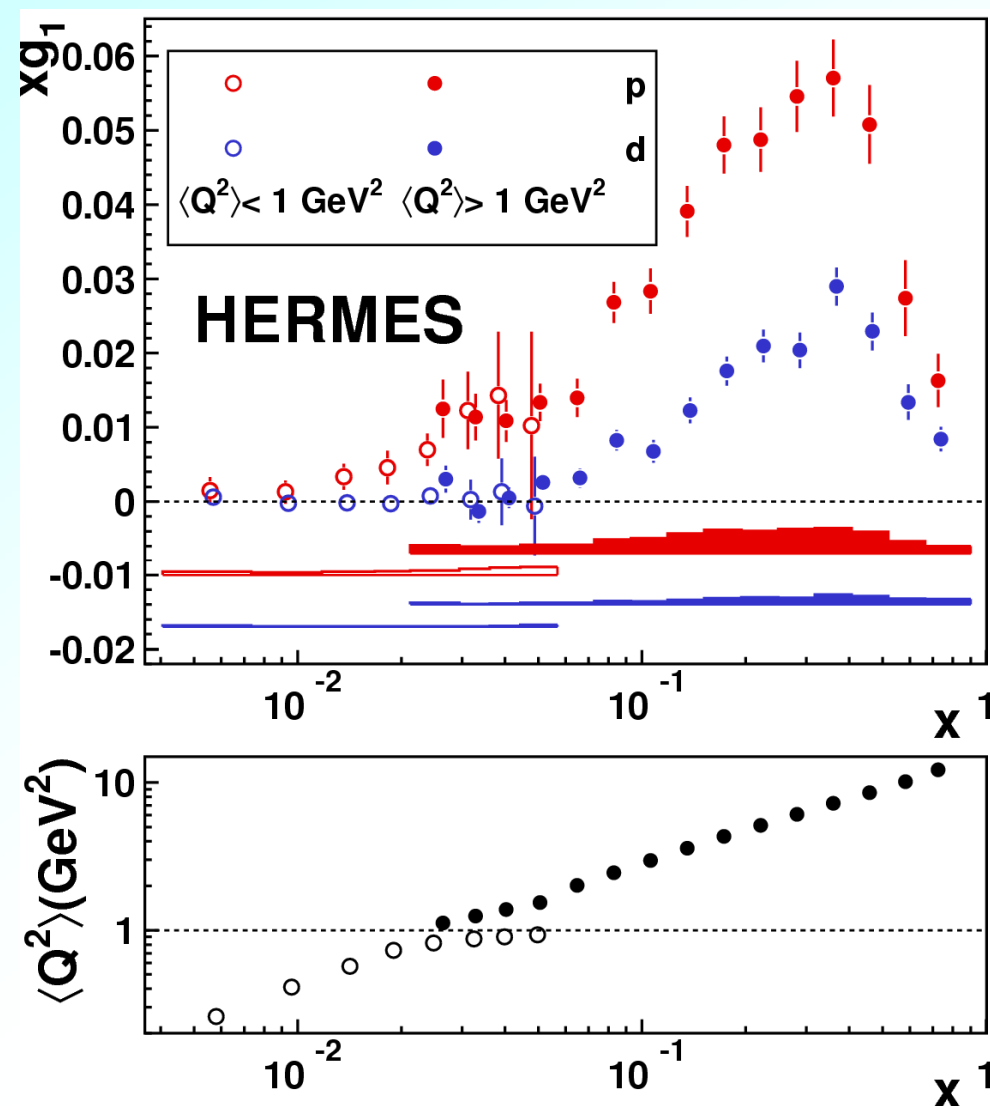 xg₁
0.06
p
0.05
d
⟨Q²⟩< 1 GeV² ⟨Q²⟩> 1 GeV²
0.04
0.03
HERMES
0.02
0.01
0
-0.01
-0.02
10⁻² 10⁻¹ 1
x
⟨Q²⟩(GeV²)
10
1
10⁻² 10⁻¹ 1
x